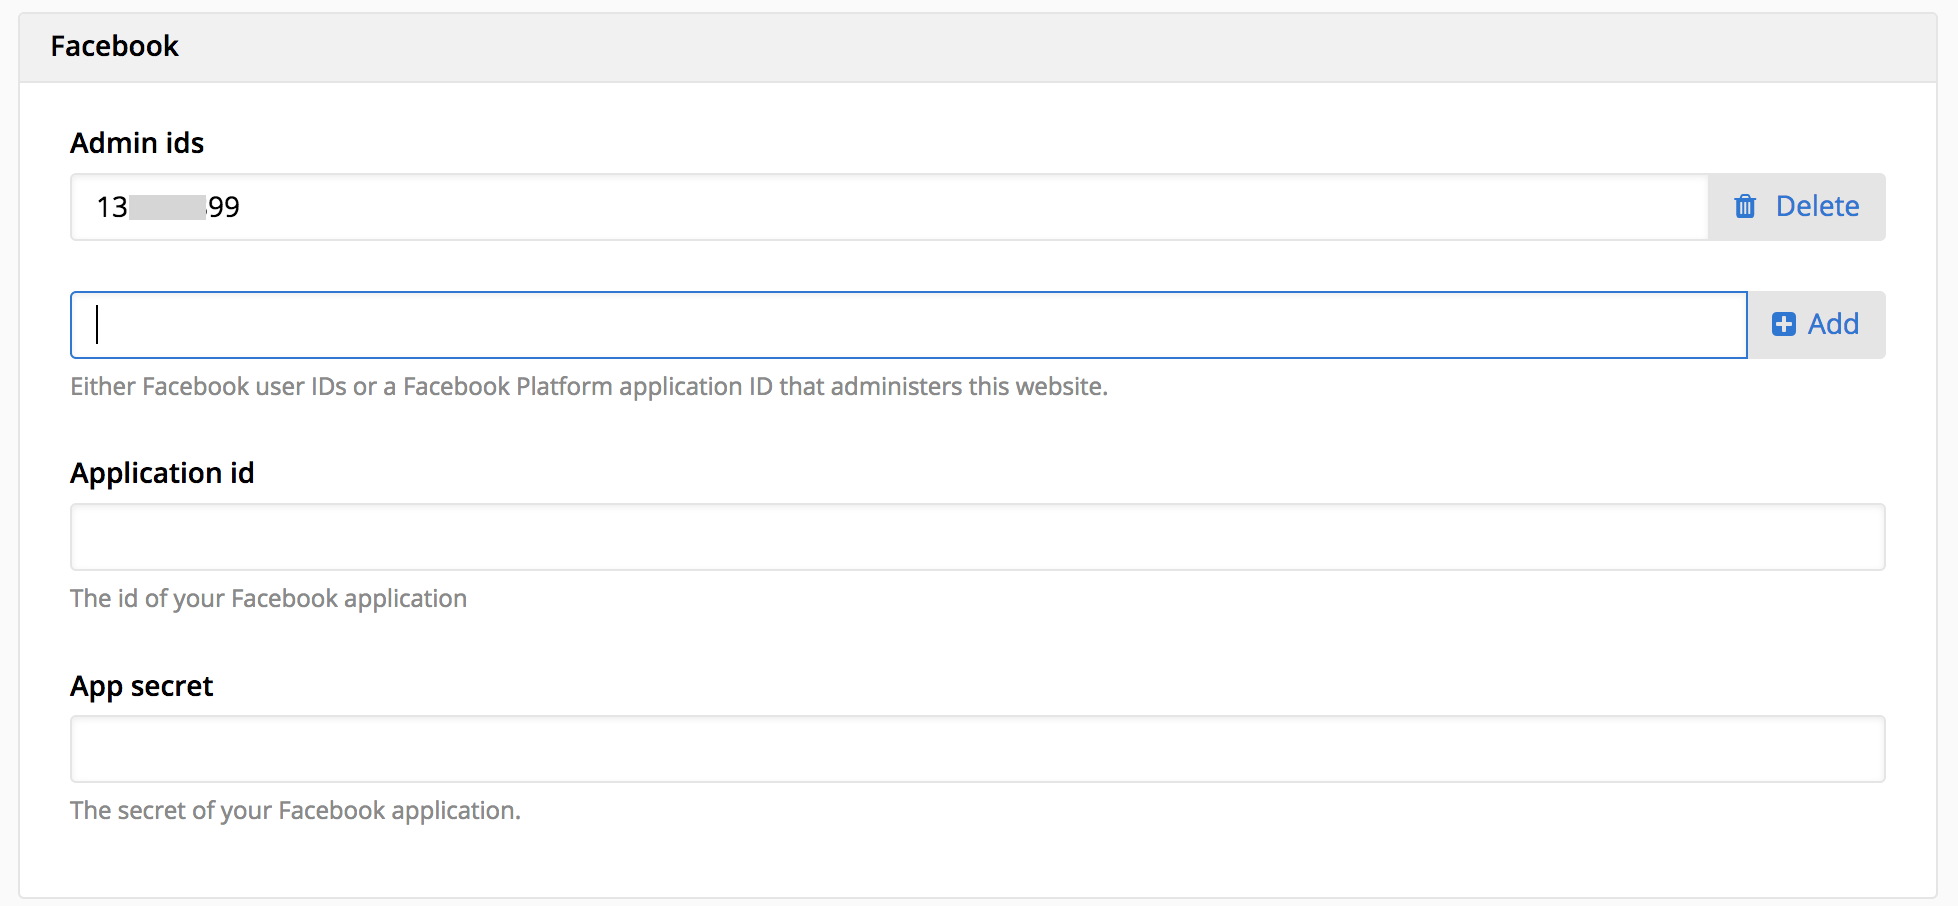 Facebook
Admin ids
13 99
Delete
Add
Either Facebook user IDs or a Facebook Platform application ID that administers this website.
Application id
The id of your Facebook application
App secret
The secret of your Facebook application.